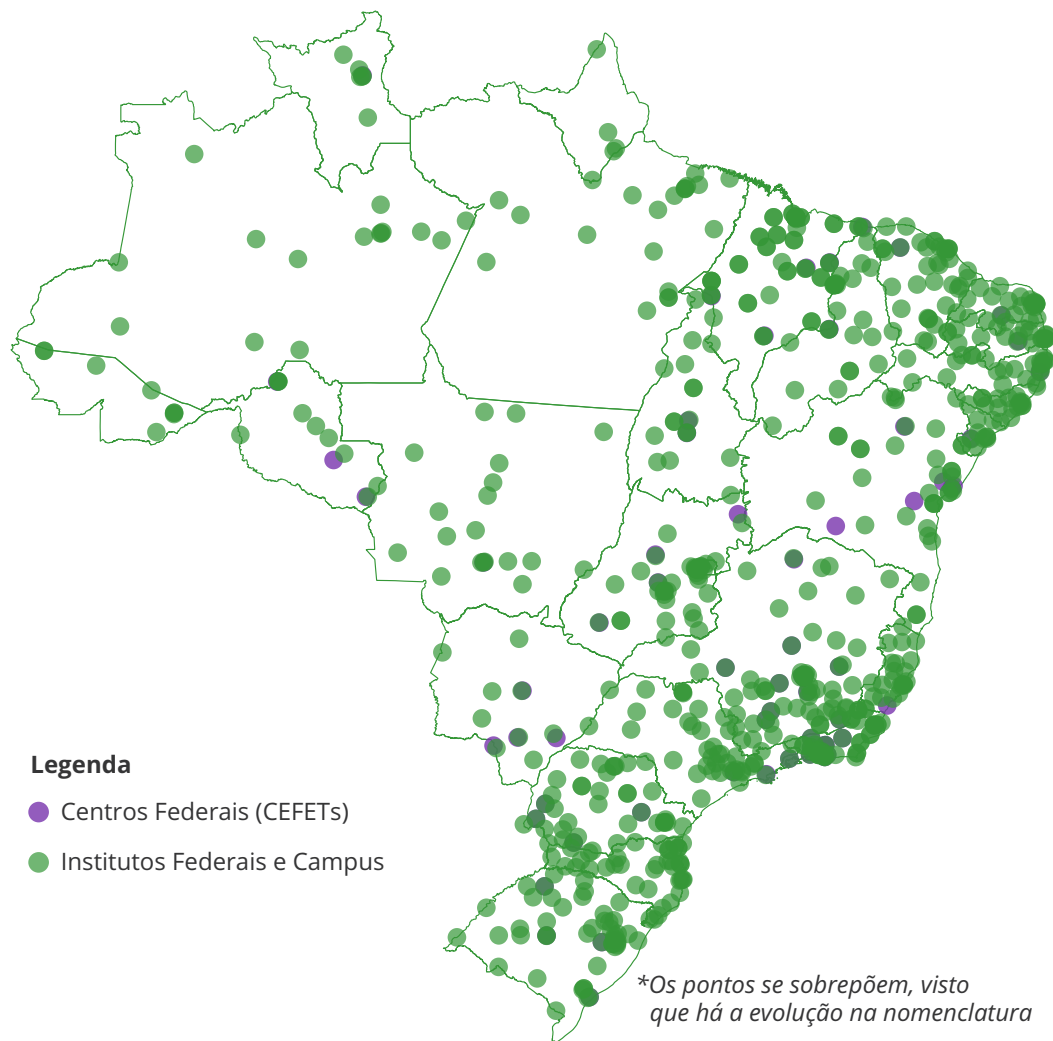 Legenda
Centros Federais (CEFETs)
Institutos Federais e Campus
*Os pontos se sobrepõem, visto
que há a evolução na nomenclatura